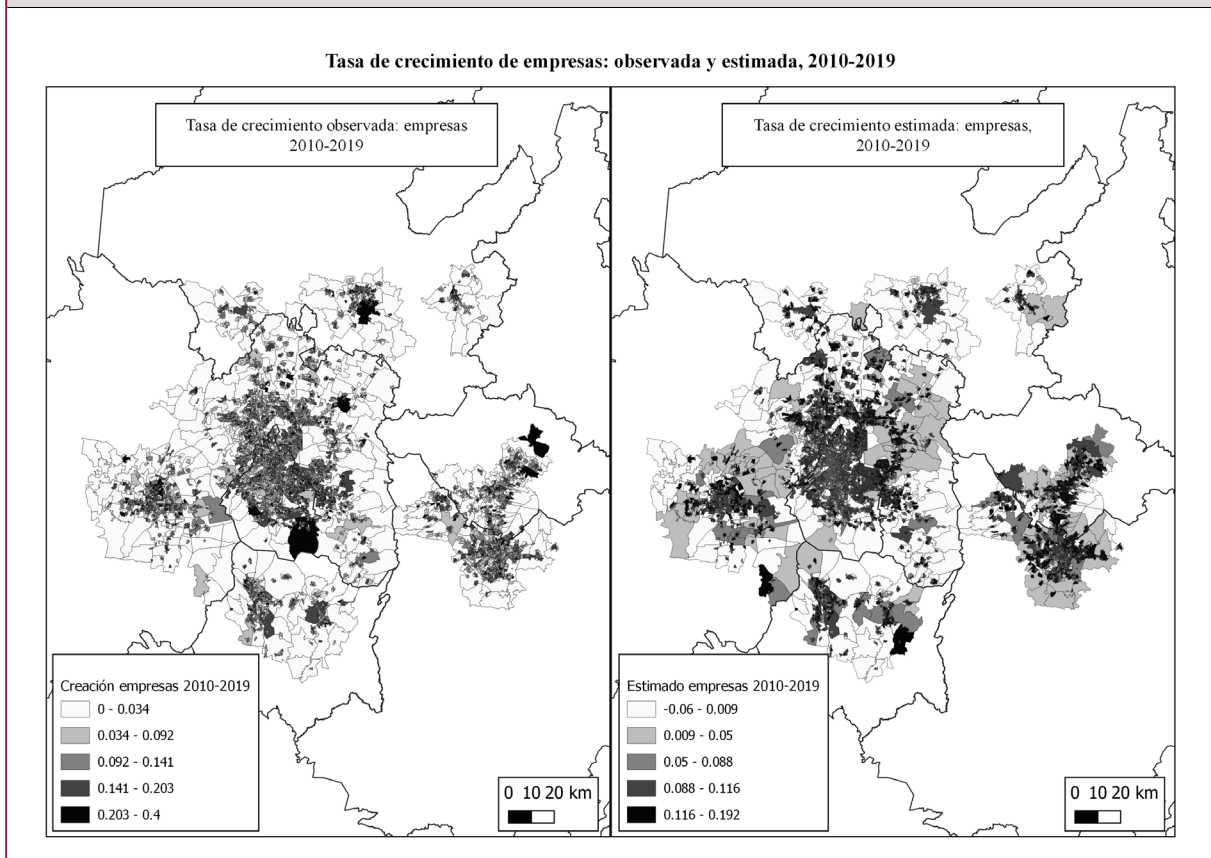 Tasa de crecimiento de empresas: observada y estimada, 2010-2019
Tasa de crecimiento observada: empresas
2010-2019
Creación empresas 2010-2019
0 - 0.034
0.034 - 0.092
0.092 - 0.141
0.141 - 0.203
0.203 - 0.4
0 10 20 km
Tasa de crecimiento estimada: empresas,
2010-2019
Estimado empresas 2010-2019
-0.06 - 0.009
0.009 - 0.05
0.05 - 0.088
0.088 - 0.116
0.116 - 0.192
0 10 20 km